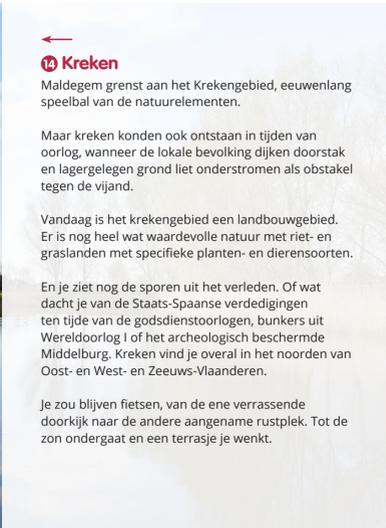 14 Kreken
Maldegem grenst aan het Krekengebied, eeuwenlang
speelbal van de natuurelementen.
Maar kreken konden ook ontstaan in tijden van
oorlog, wanneer de lokale bevolking dijken doorstak
en lagergelegen grond liet onderstromen als obstakel
tegen de vijand.
Vandaag is het krekengebied een landbouwgebied.
Er is nog heel wat waardevolle natuur met riet- en
graslanden met specifieke planten- en dierensoorten.
En je ziet nog de sporen uit het verleden. Of wat
dacht je van de Staats-Spaanse verdedigingen
ten tijde van de godsdienstoorlogen, bunkers uit
Wereldoorlog I of het archeologisch beschermde
Middelburg. Kreken vind je overal in het noorden van
Oost- en West- en Zeeuws-Vlaanderen.
Je zou blijven fietsen, van de ene verrassende
doorkijk naar de andere aangename rustplek. Tot de
zon ondergaat en een terrasje je wenkt.